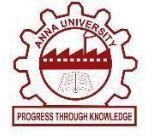 ANNA UNIVERSITY
PROGRESS THROUGH KNOWLEDGE